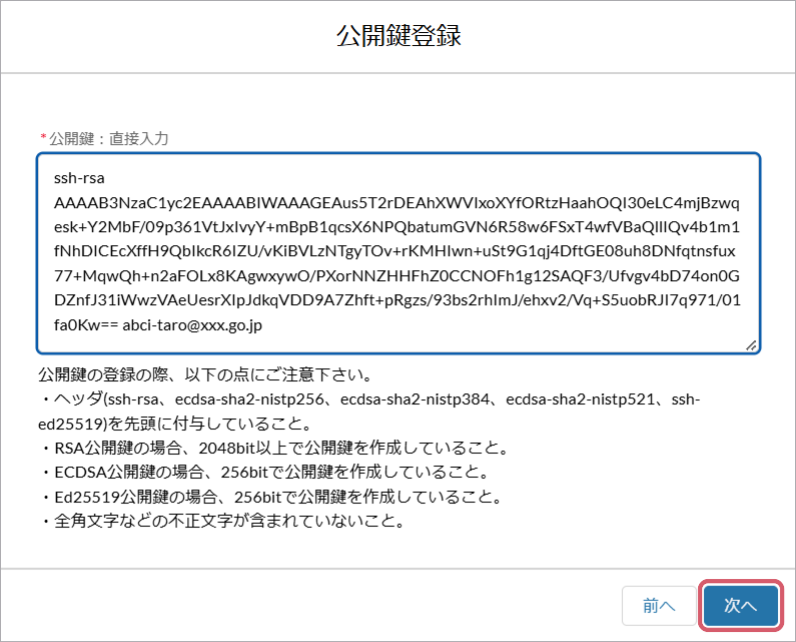 公開鍵登録
*公開鍵：直接入力
ssh-rsa
AAAAB3NzaC1yc2EAAAABIWAAAGEAus5T2rDEAhXWVIxoXYfORtzHaahOQI30eLC4mjBzwq
esk+Y2MbF/09p361VtJxIvyY+mBpB1qcsX6NPQbatumGVN6R58w6FSxT4wfVBaQIIIQv4b1m1
fNhDICEcXffH9QbIkcR6IZU/vKiBVLzNTgyTOv+rKMHIwn+uSt9G1qj4DftGE08uh8DNfqtnsfux
77+MqwQh+n2aFOLx8KAgwxywO/PXorNNZHHFhZ0CCNOFh1g12SAQF3/Ufvgv4bD74on0G
DZnfJ31iWwzVAeUesrXIpJdkqVDD9A7Zhft+pRgzs/93bs2rhImJ/ehxv2/Vq+S5uobRJI7q971/01
fa0Kw== abci-taro@xxx.go.jp
公開鍵の登録の際、以下の点にご注意下さい。
・ヘッダ(ssh-rsa、ecdsa-sha2-nistp256、ecdsa-sha2-nistp384、ecdsa-sha2-nistp521、ssh-
ed25519)を先頭に付与していること。
・RSA公開鍵の場合、2048bit以上で公開鍵を作成していること。
・ECDSA公開鍵の場合、256bitで公開鍵を作成していること。
・Ed25519公開鍵の場合、256bitで公開鍵を作成していること。
・全角文字などの不正文字が含まれていないこと。
前へ
次へ